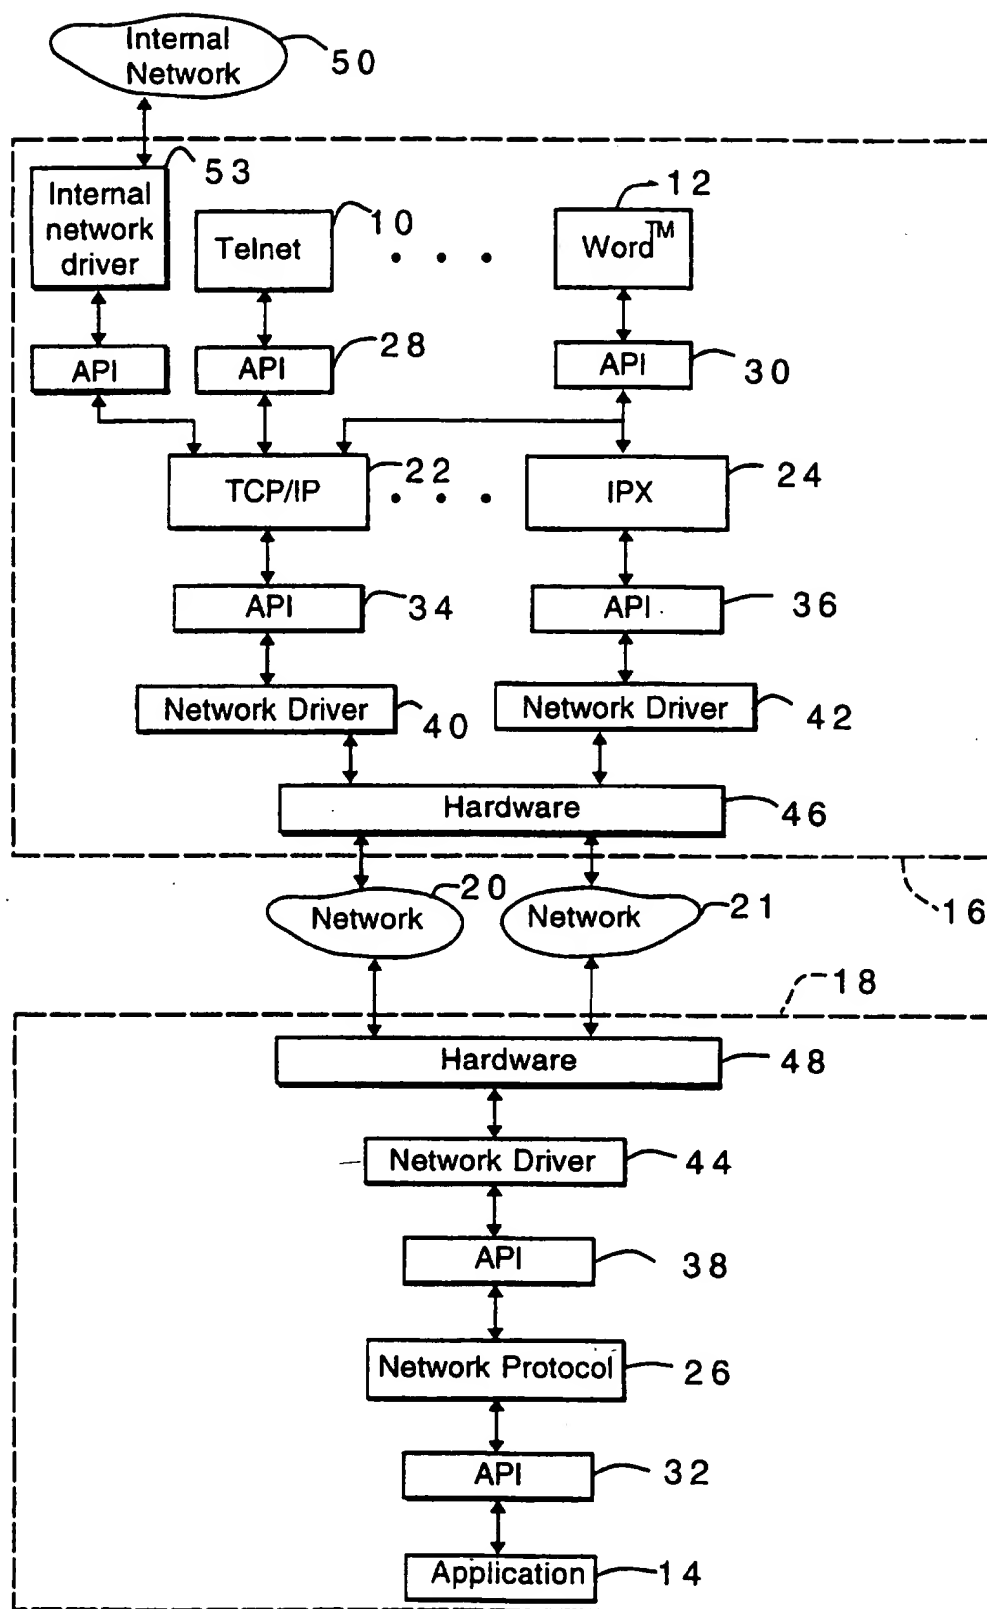 Internal
Network
50
53
Internal
network
driver
10
Telnet
12
Word™
API
28
API
30
API
22
TCP/IP
24
IPX
34
API
36
API
Network Driver
40
Network Driver
42
Hardware
46
20
Network
21
Network
16
18
Hardware
48
Network Driver
44
API
38
Network Protocol
26
API
32
Application
14